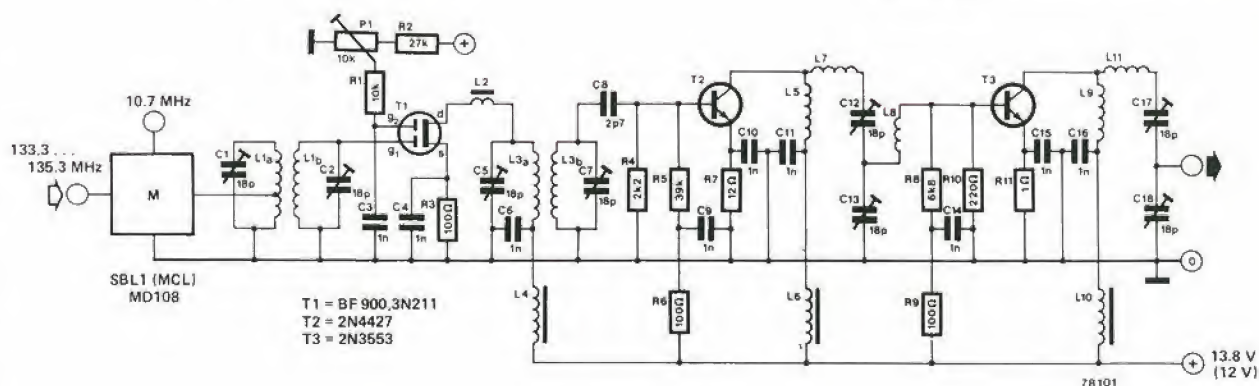 P1
R2
27k
+
10k
R1
10k
T1
L2
g2
g1
d
s
10.7 MHz
133.3 ...
135.3 MHz
M
SBL1 (MCL)
MD108
C1
18p
L1a
L1b
C2
18p
C3
1n
C4
1n
R3
100Ω
C5
18p
C6
1n
L3a
L3b
C7
18p
C8
2p7
R4
2k2
R5
39k
T2
C10
1n
C11
1n
R7
12Ω
C9
1n
L5
L7
C12
18p
C13
18p
L8
R8
6k8
R10
220Ω
C14
1n
T3
R11
1Ω
C15
1n
C16
1n
L9
L11
C17
18p
C18
18p
0
T1 = BF 900,3N211
T2 = 2N4427
T3 = 2N3553
L4
R6
100Ω
L6
R9
100Ω
L10
+
13.8 V
(12 V)
78101